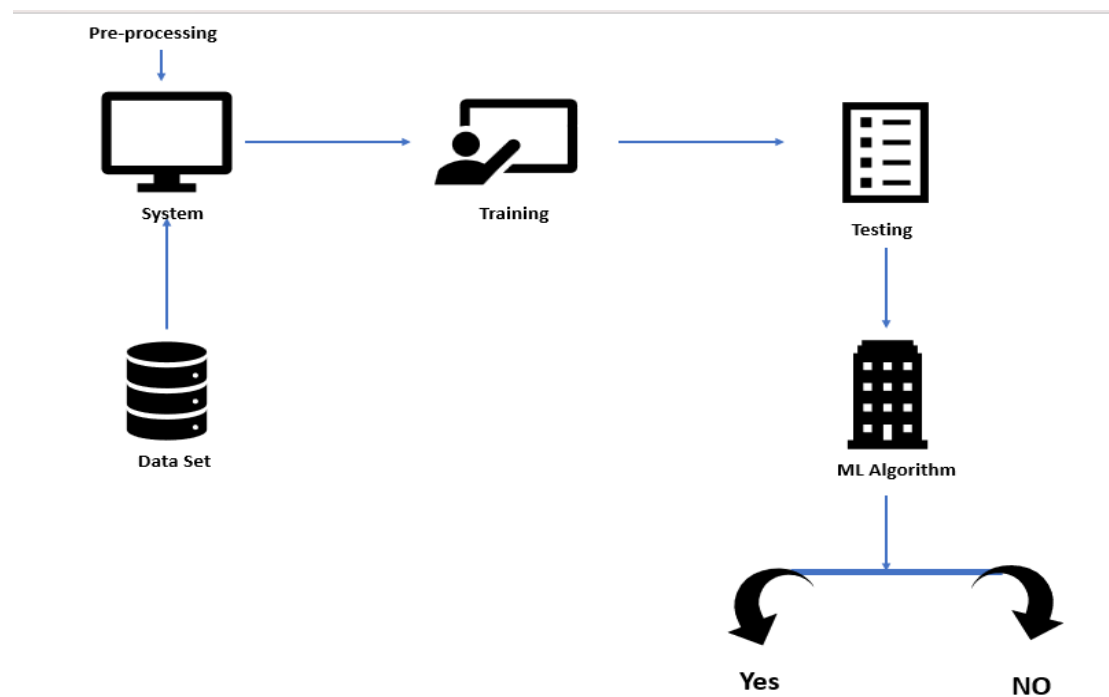 Pre-processing
System
Training
Testing
Data Set
ML Algorithm
Yes
NO